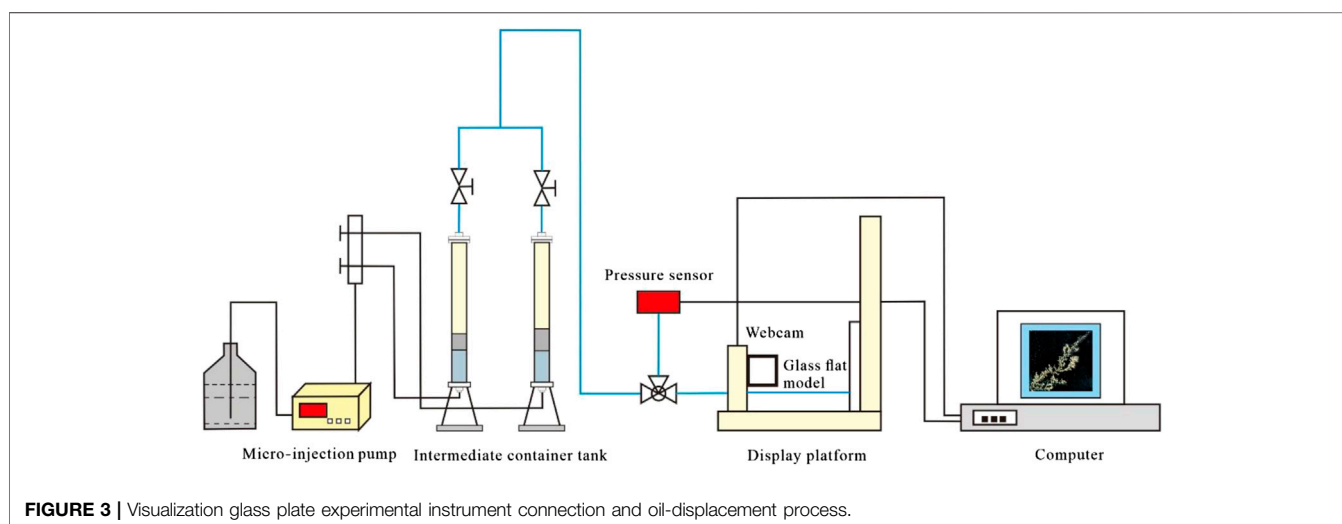 Pressure sensor
Webcam
Glass flat
model
Micro-injection pump
Intermediate container tank
Display platform
Computer
FIGURE 3 | Visualization glass plate experimental instrument connection and oil-displacement process.